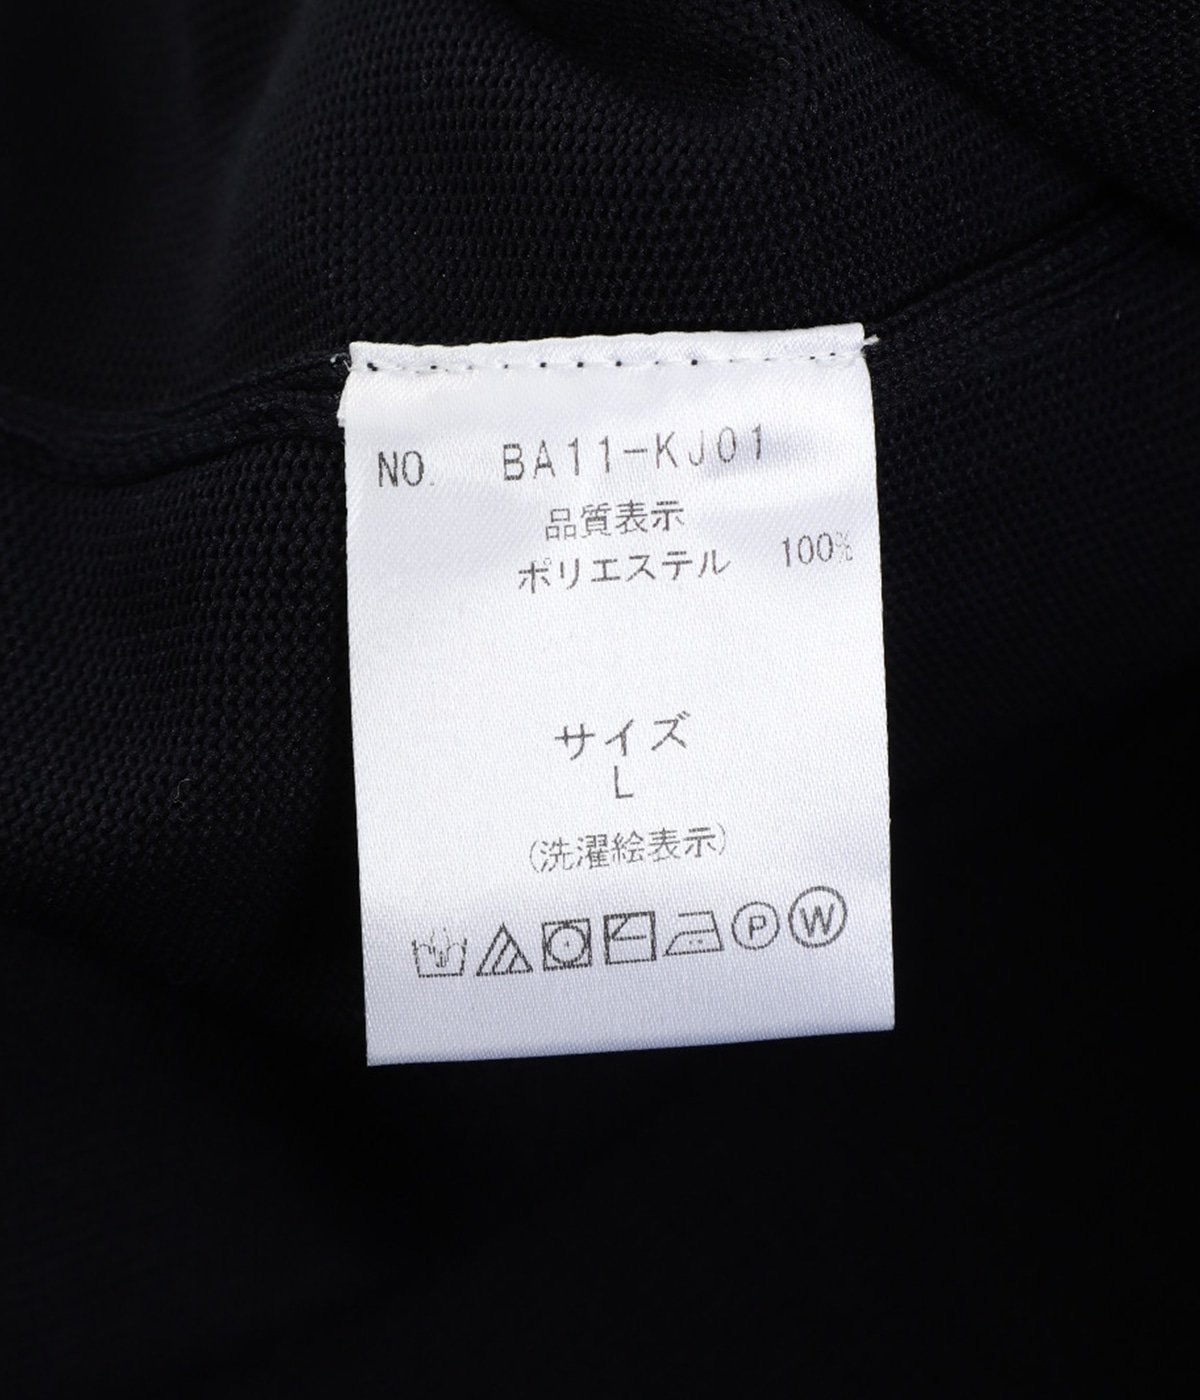 NO. BA11-KJ01
品質表示
ポリエステル 100%
サイズ
L
(洗濯絵表示)
P W